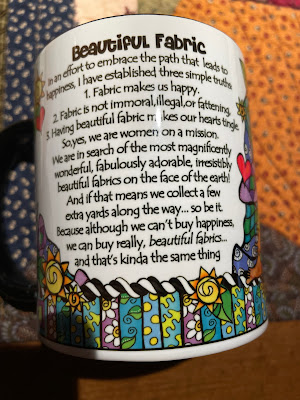 Beautiful Fabric
In an effort to embrace the path that leads to
happiness, I have established three simple truths:
1. Fabric makes us happy.
2. Fabric is not immoral, illegal, or fattening.
3. Having beautiful fabric makes our hearts tingle.
So, yes, we are women on a mission.
We are in search of the most magnificently
wonderful, fabulously adorable, irresistibly
beautiful fabrics on the face of the earth!
And if that means we collect a few
extra yards along the way... so be it.
Because although we can't buy happiness,
we can buy really, beautiful fabrics...
and that's kinda the same thing